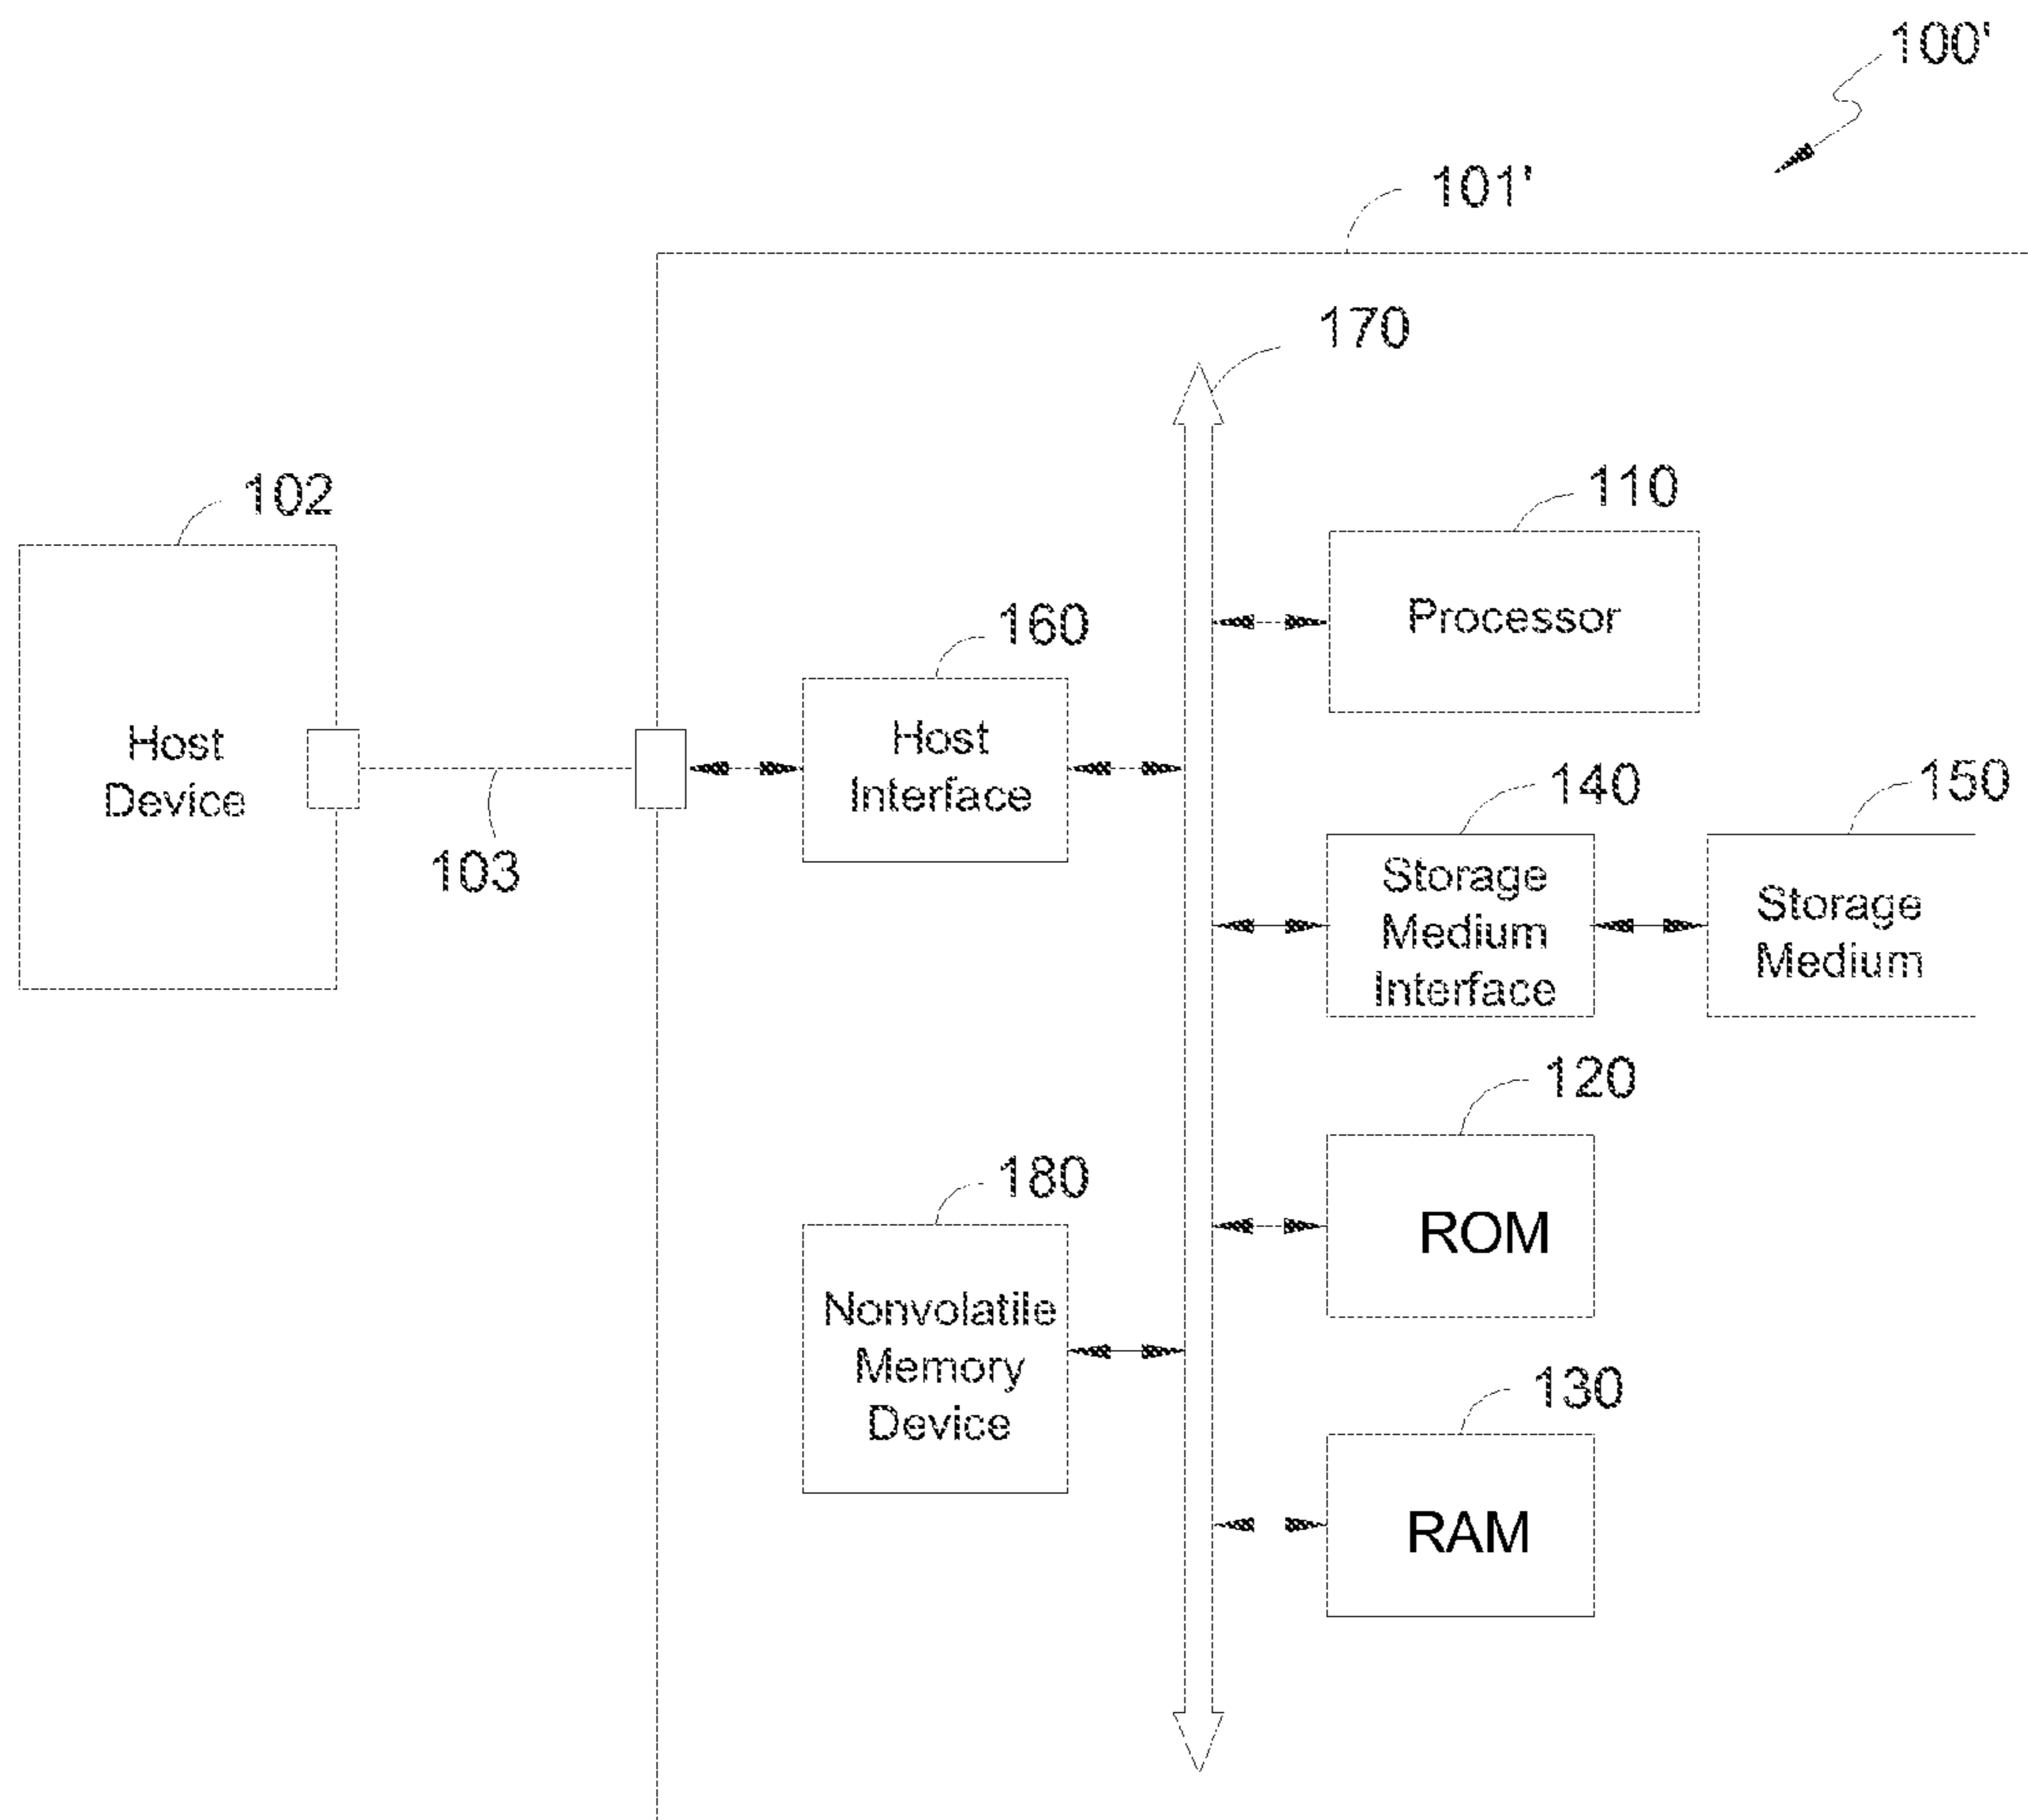 100'
101'
170
102
110
Processor
160
Host
Interface
Host
Device
103
140
Storage
Medium
Interface
150
Storage
Medium
120
ROM
180
Nonvolatile
Memory
Device
130
RAM